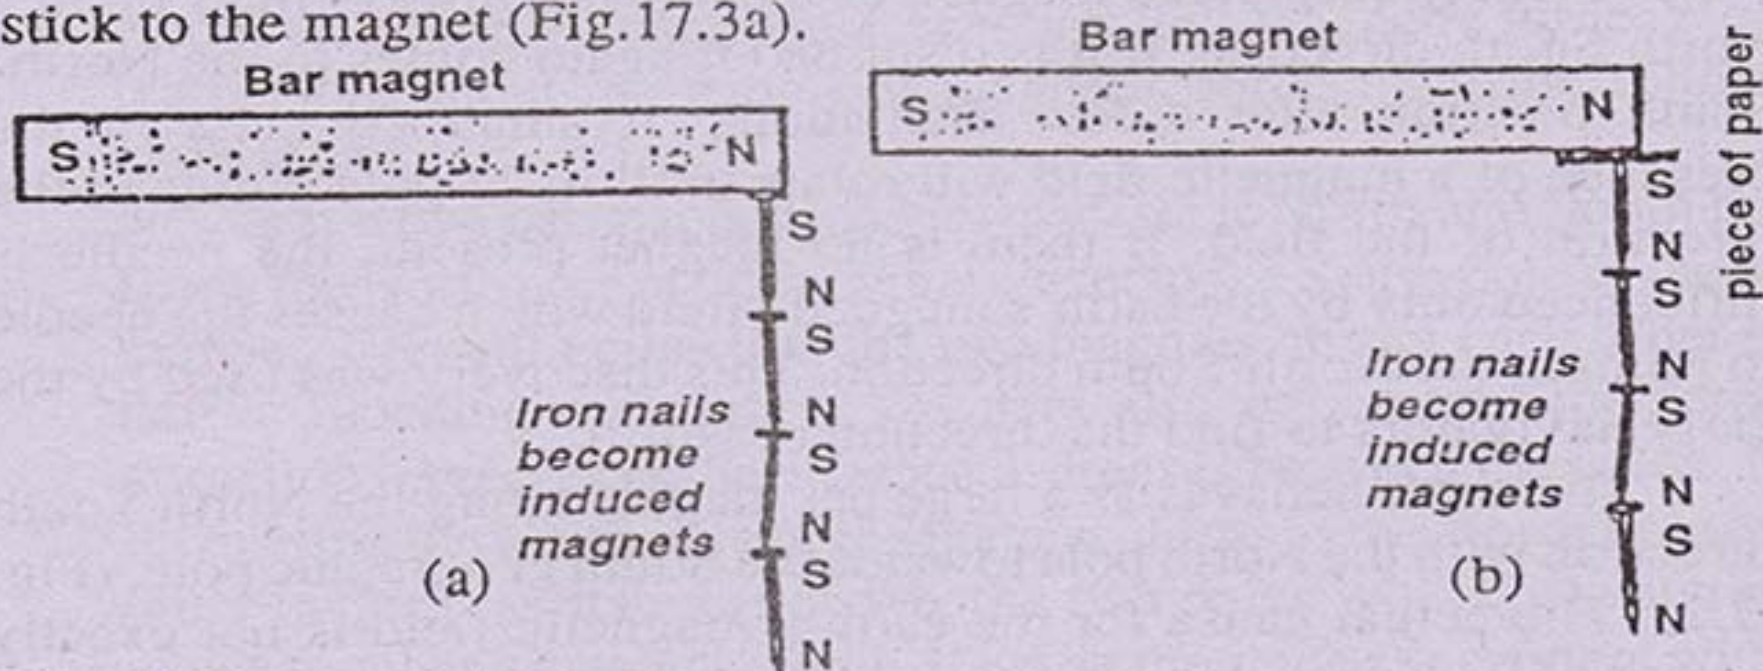 stick to the magnet (Fig.17.3a).
Bar magnet
S N
S
N
S
Iron nails
become
induced
magnets
N
S
N
S
N
(a)
Bar magnet
S N
piece of paper
S
N
S
Iron nails
become
induced
magnets
N
S
N
S
N
(b)